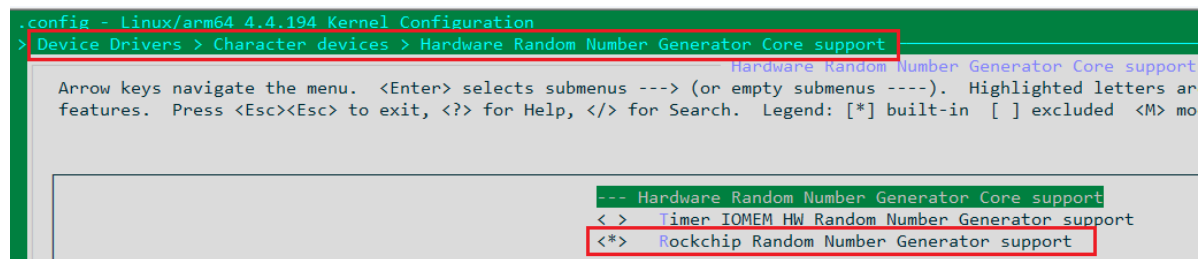 .config - Linux/arm64 4.4.194 Kernel Configuration
> Device Drivers > Character devices > Hardware Random Number Generator Core support
Hardware Random Number Generator Core support
Arrow keys navigate the menu. <Enter> selects submenus ---> (or empty submenus ----). Highlighted letters ar
features. Press <Esc><Esc> to exit, <?> for Help, </> for Search. Legend: [*] built-in [ ] excluded <M> mo
--- Hardware Random Number Generator Core support
< > Timer IOMEM HW Random Number Generator support
<*> Rockchip Random Number Generator support